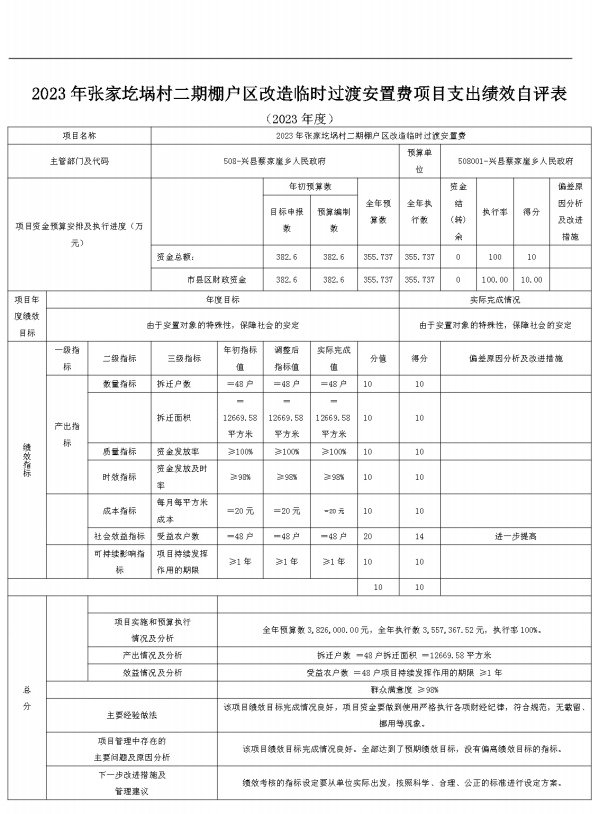 2023年张家圪埚村二期棚户区改造临时过渡安置费项目支出绩效自评表
（2023年度）
项目名称 2023年张家圪埚村二期棚户区改造临时过渡安置费
主管部门及代码 508-兴县蔡家崖乡人民政府 预算单位 508001-兴县蔡家崖乡人民政府
项目资金预算安排及执行进度（万元） 年初预算数 全年预算数 全年执行数 资金结（转）余 执行率 得分 偏差原因分析及改进措施
目标申报数 预算编制数
资金总额： 382.6 382.6 355.737 355.737 0 100 10
市县区财政资金 382.6 382.6 355.737 355.737 0 100.00 10.00
项目年度绩效目标 年度目标 实际完成情况
由于安置对象的特殊性，保障社会的安定 由于安置对象的特殊性，保障社会的安定
绩效指标 一级指标 二级指标 三级指标 年初指标值 调整后指标值 实际完成值 分值 得分 偏差原因分析及改进措施
产出指标 数量指标 拆迁户数 ＝48户 ＝48户 ＝48户 10 10
拆迁面积 ＝12669.58平方米 ＝12669.58平方米 ＝12669.58平方米 10 10
质量指标 资金发放率 ≥100% ≥100% ≥100% 10 10
时效指标 资金发放及时率 ≥98% ≥98% ≥98% 10 10
成本指标 每月每平方米成本 ＝20元 ＝20元 ＝20元 10 10
社会效益指标 受益农户数 ＝48户 ＝48户 ＝48户 20 14 进一步提高
可持续影响指标 项目持续发挥作用的期限 ≥1年 ≥1年 ≥1年 10 10
10 10
总分
项目实施和预算执行情况及分析 全年预算数3,826,000.00元，全年执行数3,557,367.52元，执行率100%。
产出情况及分析 拆迁户数 ＝48户拆迁面积 ＝12669.58平方米
效益情况及分析 受益农户数 ＝48户项目持续发挥作用的期限 ≥1年
群众满意度 ≥98%
主要经验做法 该项目绩效目标完成情况良好，项目资金要做到使用严格执行各项财经纪律，符合规范，无截留、挪用等现象。
项目管理中存在的主要问题及原因分析 该项目绩效目标完成情况良好。全部达到了预期绩效目标，没有偏离绩效目标的指标。
下一步改进措施及管理建议 绩效考核的指标设定要从单位实际出发，按照科学、合理、公正的标准进行设定方案。